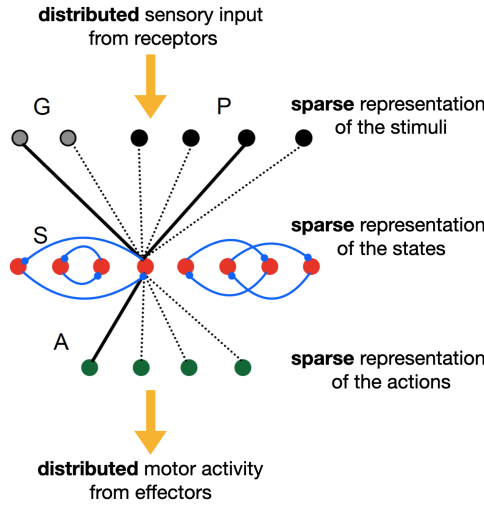 distributed sensory input
from receptors
G
P
sparse representation
of the stimuli
S
sparse representation
of the states
A
sparse representation
of the actions
distributed motor activity
from effectors